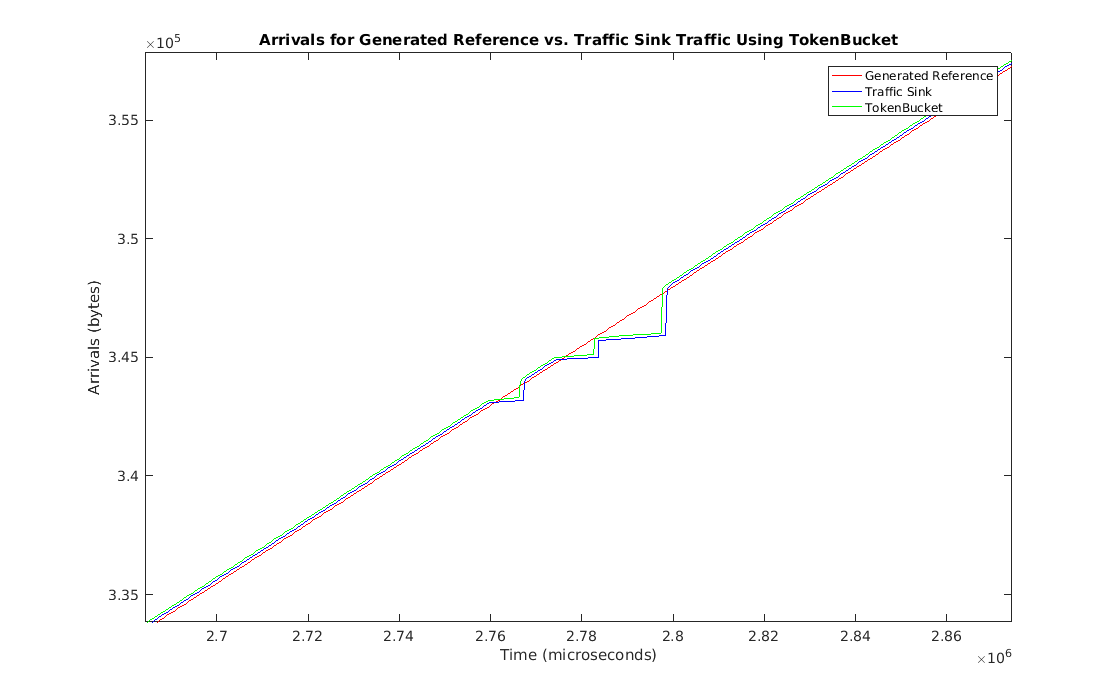 Arrivals for Generated Reference vs. Traffic Sink Traffic Using TokenBucket
×10⁵
Generated Reference
Traffic Sink
TokenBucket
3.55
3.5
3.45
3.4
3.35
Arrivals (bytes)
2.7 2.72 2.74 2.76 2.78 2.8 2.82 2.84 2.86
Time (microseconds)
×10⁶